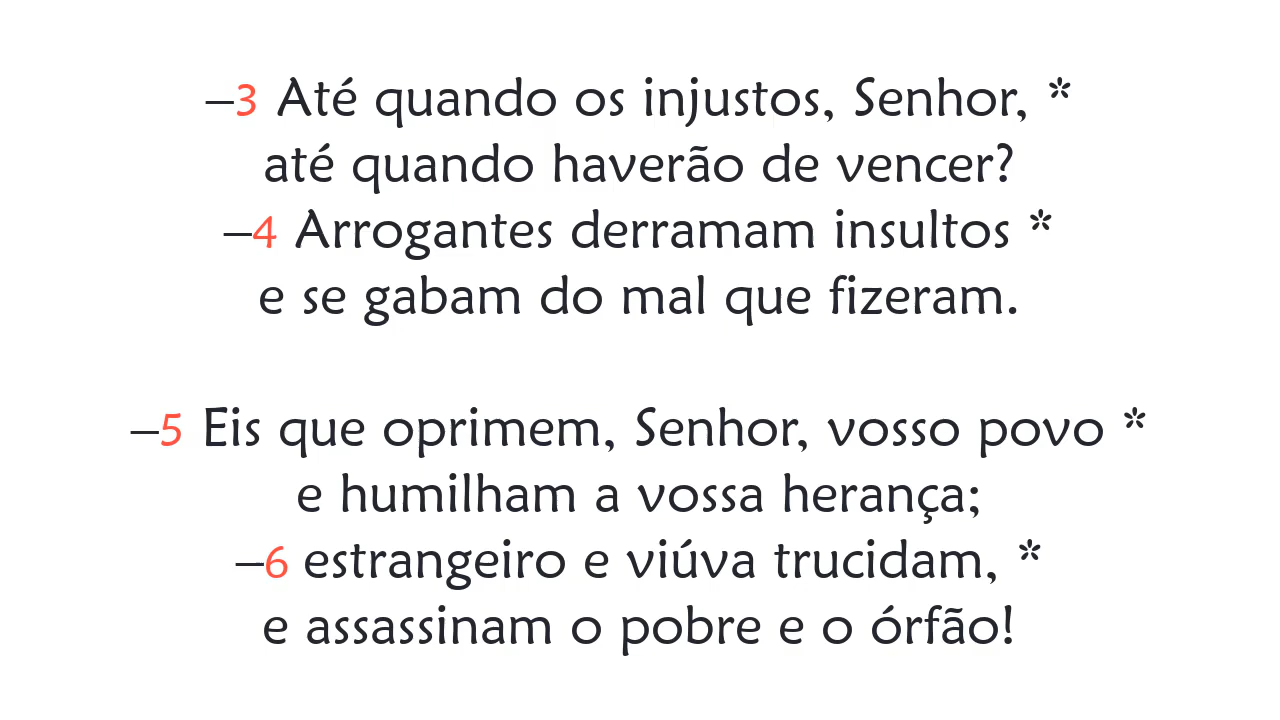 –3 Até quando os injustos, Senhor, *
até quando haverão de vencer?
–4 Arrogantes derramam insultos *
e se gabam do mal que fizeram.
–5 Eis que oprimem, Senhor, vosso povo *
e humilham a vossa herança;
–6 estrangeiro e viúva trucidam, *
e assassinam o pobre e o órfão!